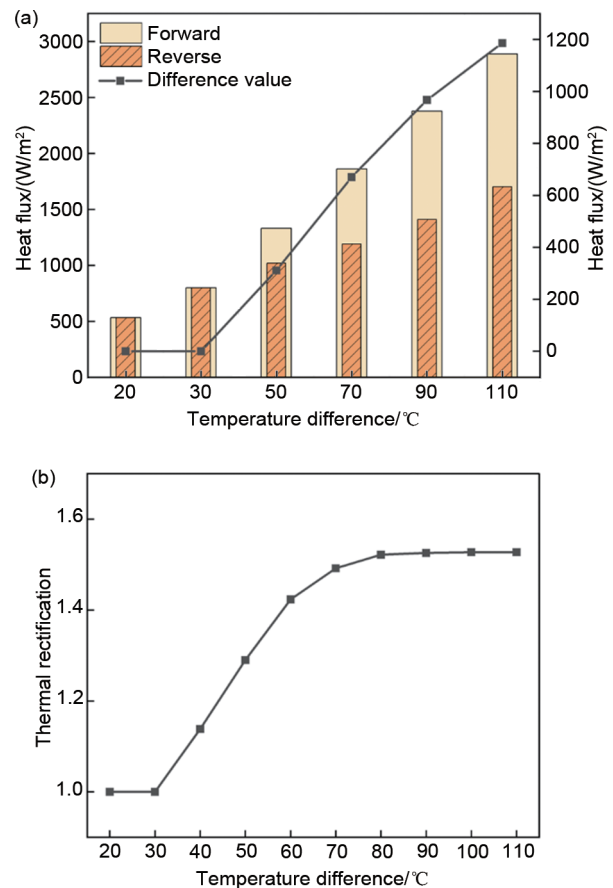 (a)
Forward
Reverse
Difference value
3000
2500
2000
1500
1000
500
0
Heat flux/(W/m²)
1200
1000
800
600
400
200
0
Heat flux/(W/m²)
20 30 50 70 90 110
Temperature difference/℃
(b)
1.6
1.4
1.2
1.0
Thermal rectification
20 30 40 50 60 70 80 90 100 110
Temperature difference/℃